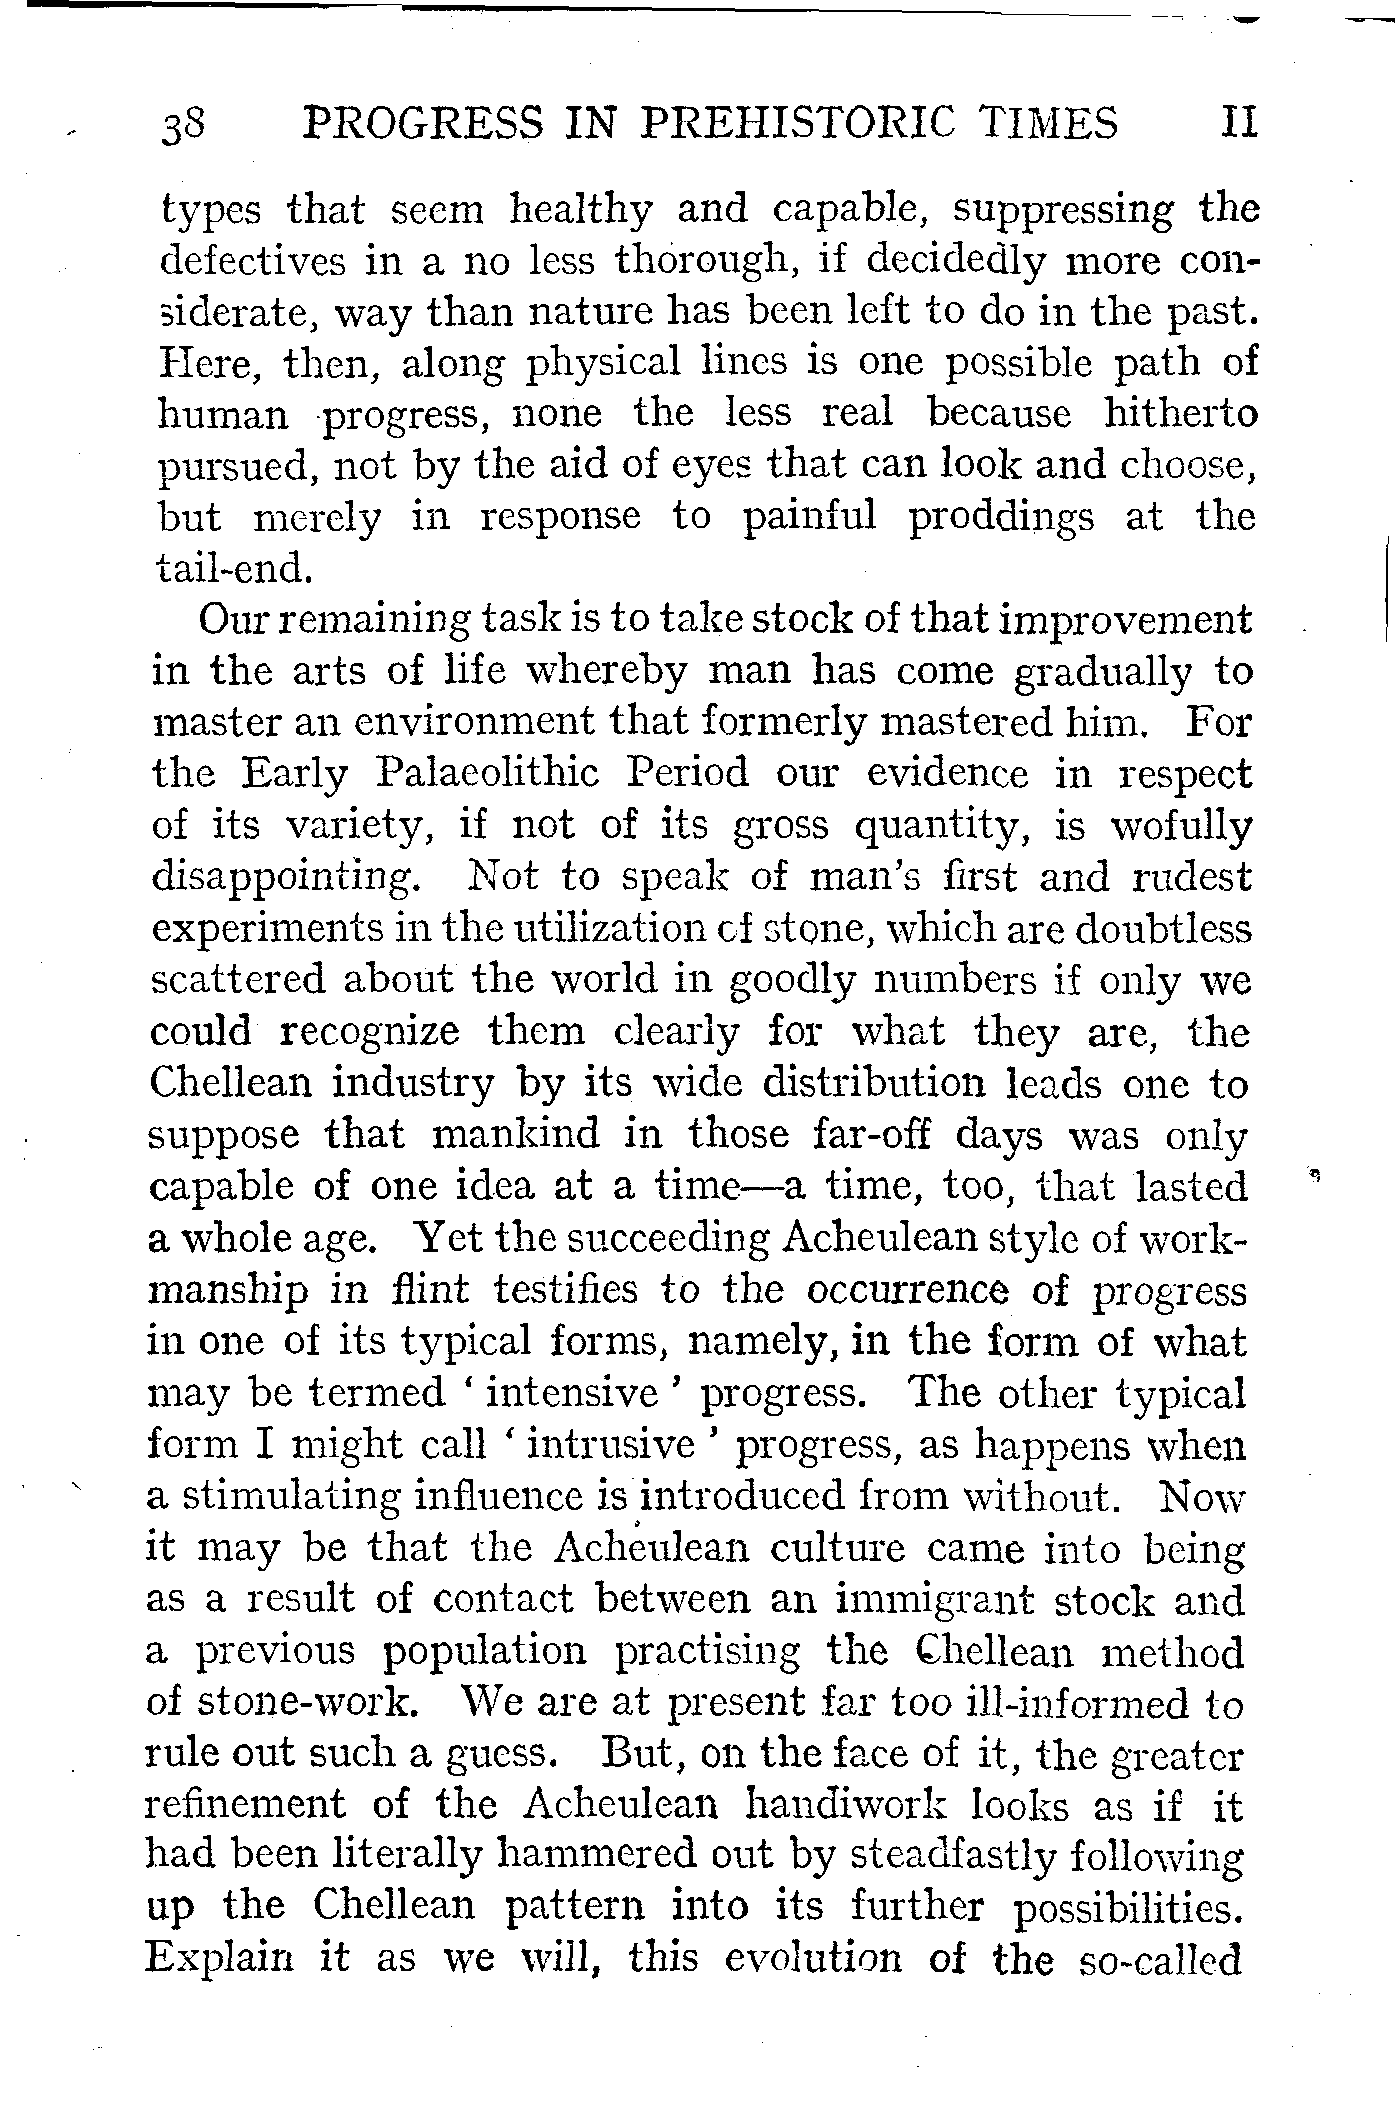 38 PROGRESS IN PREHISTORIC TIMES II
types that seem healthy and capable, suppressing the
defectives in a no less thorough, if decidedly more con-
siderate, way than nature has been left to do in the past.
Here, then, along physical lines is one possible path of
human progress, none the less real because hitherto
pursued, not by the aid of eyes that can look and choose,
but merely in response to painful proddings at the
tail-end.
Our remaining task is to take stock of that improvement
in the arts of life whereby man has come gradually to
master an environment that formerly mastered him. For
the Early Palaeolithic Period our evidence in respect
of its variety, if not of its gross quantity, is wofully
disappointing. Not to speak of man's first and rudest
experiments in the utilization of stone, which are doubtless
scattered about the world in goodly numbers if only we
could recognize them clearly for what they are, the
Chellean industry by its wide distribution leads one to
suppose that mankind in those far-off days was only
capable of one idea at a time—a time, too, that lasted
a whole age. Yet the succeeding Acheulean style of work-
manship in flint testifies to the occurrence of progress
in one of its typical forms, namely, in the form of what
may be termed ‘ intensive ’ progress. The other typical
form I might call ‘ intrusive ’ progress, as happens when
a stimulating influence is introduced from without. Now
it may be that the Acheulean culture came into being
as a result of contact between an immigrant stock and
a previous population practising the Chellean method
of stone-work. We are at present far too ill-informed to
rule out such a guess. But, on the face of it, the greater
refinement of the Acheulean handiwork looks as if it
had been literally hammered out by steadfastly following
up the Chellean pattern into its further possibilities.
Explain it as we will, this evolution of the so-called